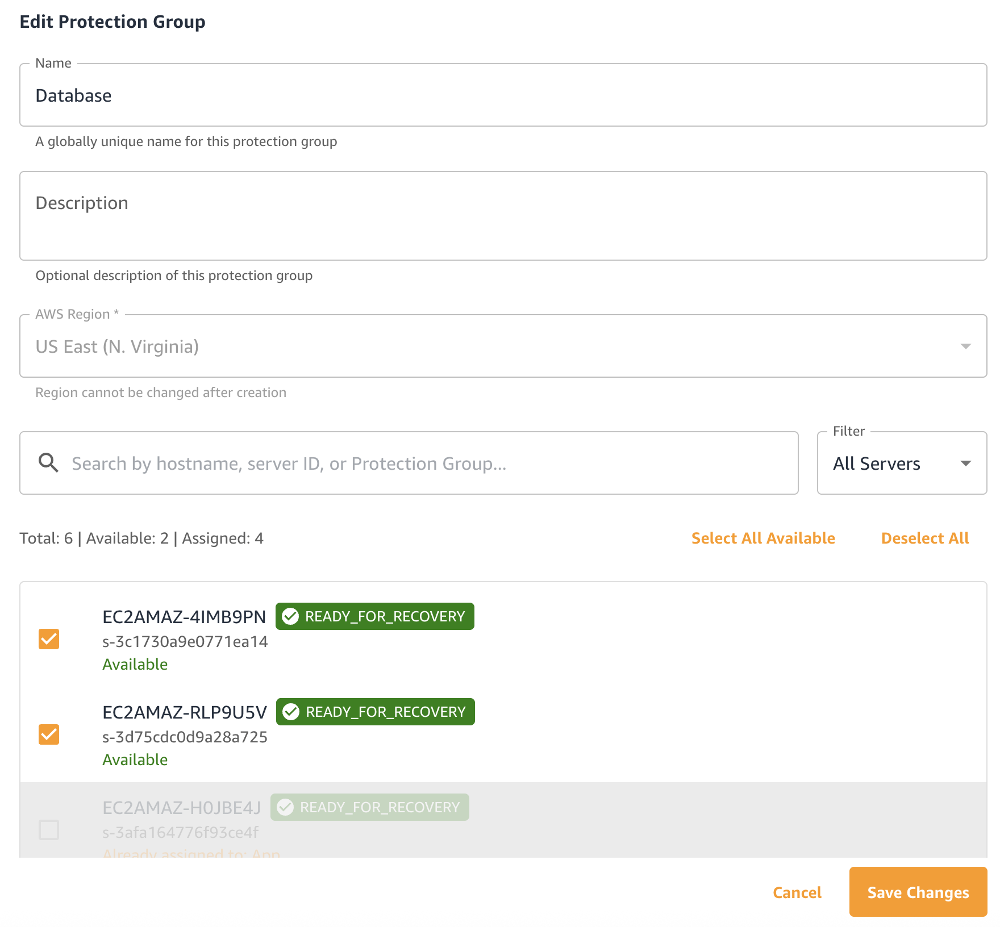 Edit Protection Group
Name
Database
A globally unique name for this protection group
Description
Optional description of this protection group
AWS Region *
US East (N. Virginia)
Region cannot be changed after creation
Search by hostname, server ID, or Protection Group...
Filter
All Servers
Total: 6 | Available: 2 | Assigned: 4
Select All Available
Deselect All
EC2AMAZ-4IMB9PN READY_FOR_RECOVERY
s-3c1730a9e0771ea14
Available
EC2AMAZ-RLP9U5V READY_FOR_RECOVERY
s-3d75cdc0d9a28a725
Available
EC2AMAZ-H0JBE4J READY_FOR_RECOVERY
s-3afa164776f93ce4f
Already assigned to: App
Cancel
Save Changes